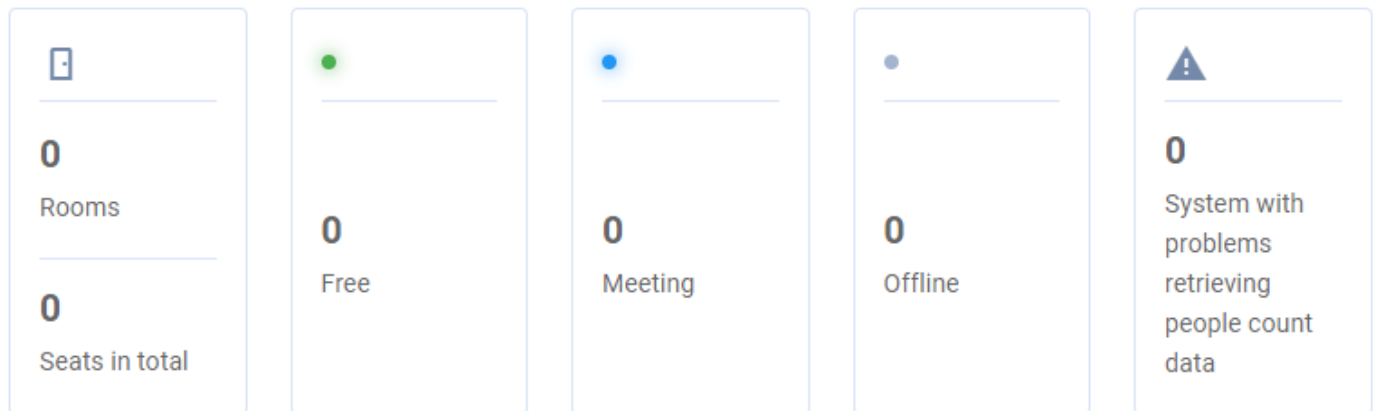 0
Rooms
0
Seats in total
0
Free
0
Meeting
0
Offline
0
System with
problems
retrieving
people count
data